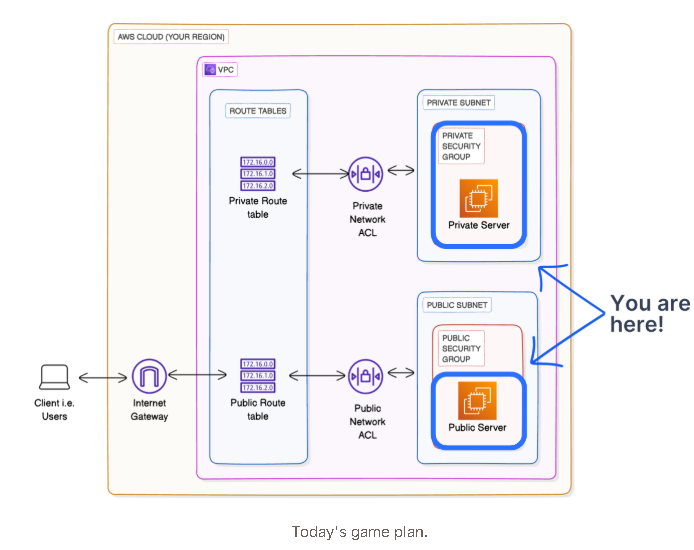 AWS CLOUD (YOUR REGION)
VPC
ROUTE TABLES
172.16.0.0
172.16.1.0
172.16.2.0
Private Route
table
Private
Network
ACL
PRIVATE SUBNET
PRIVATE
SECURITY
GROUP
Private Server
You are
here!
PUBLIC SUBNET
PUBLIC
SECURITY
GROUP
Public Server
Client i.e.
Users
Internet
Gateway
172.16.0.0
172.16.1.0
172.16.2.0
Public Route
table
Public
Network
ACL
Today's game plan.